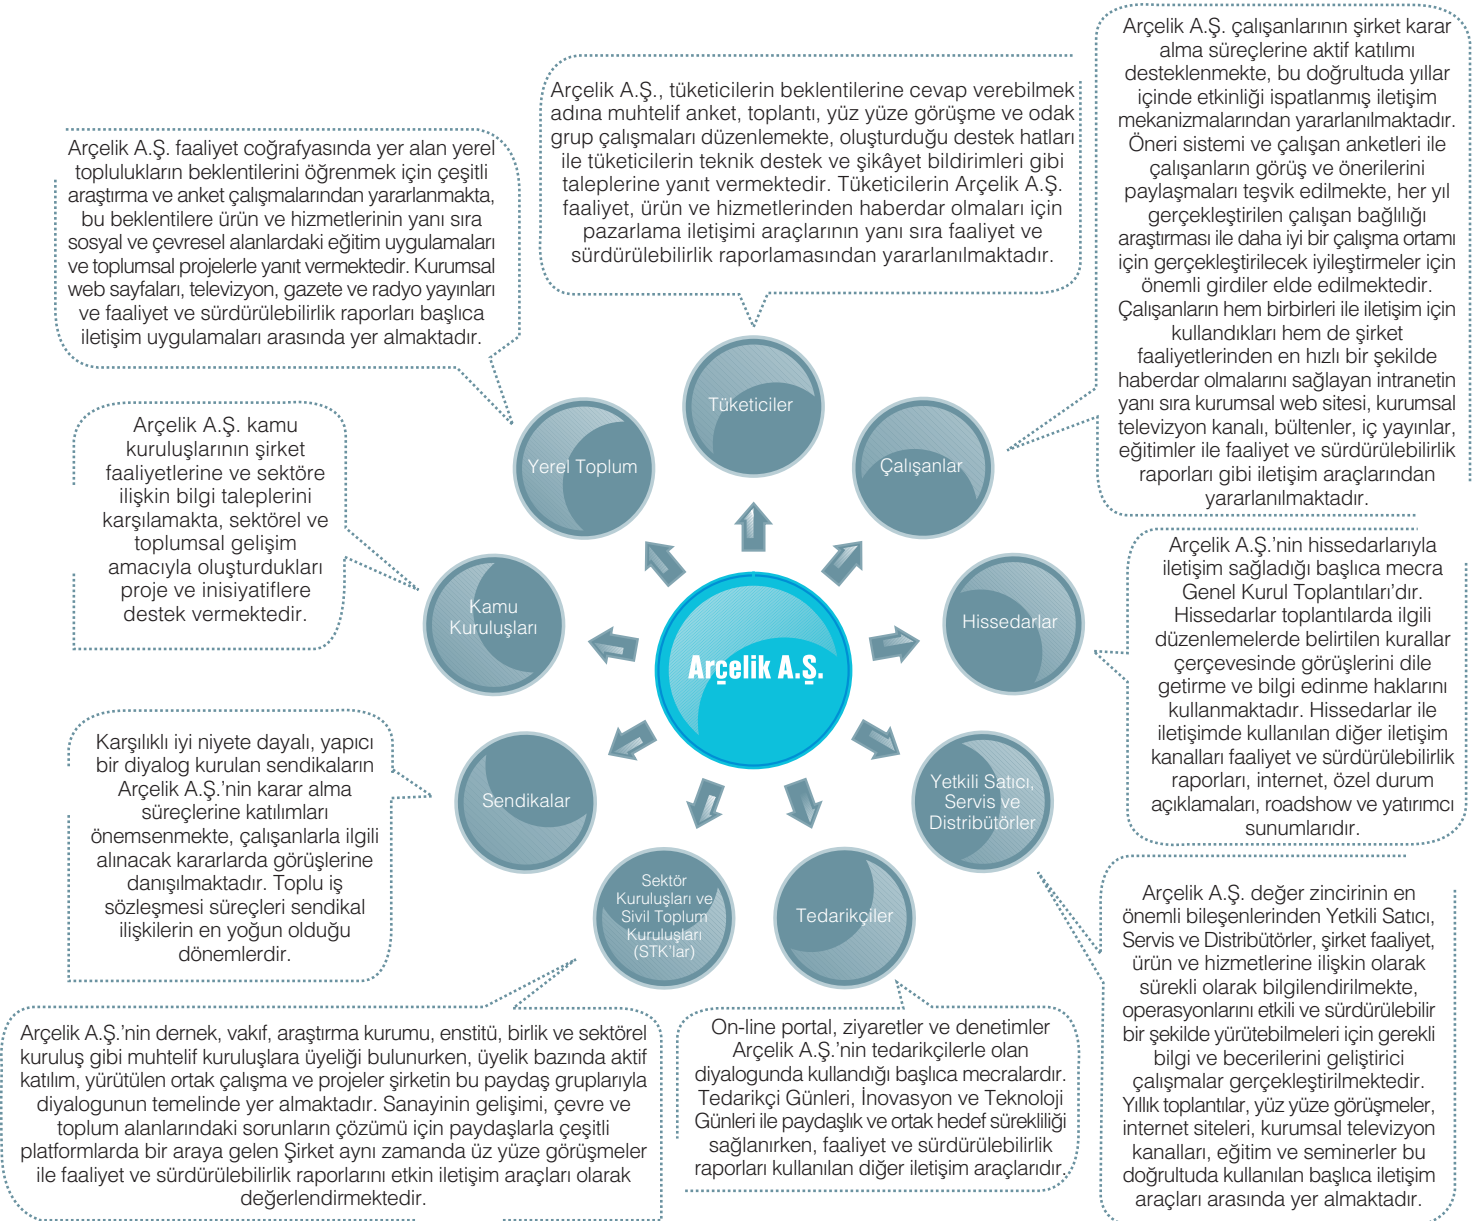 Arçelik A.Ş. çalışanlarının şirket karar
alma süreçlerine aktif katılımı
desteklenmekte, bu doğrultuda yıllar
içinde etkinliği ispatlanmış iletişim
mekanizmalarından yararlanılmaktadır.
Öneri sistemi ve çalışan anketleri ile
çalışanların görüş ve önerilerini
paylaşmaları teşvik edilmekte, her yıl
gerçekleştirilen çalışan bağlılığı
araştırması ile daha iyi bir çalışma ortamı
için gerçekleştirilecek iyileştirmeler için
önemli girdiler elde edilmektedir.
Çalışanların hem birbirleri ile iletişim için
kullandıkları hem de şirket
faaliyetlerinden en hızlı bir şekilde
haberdar olmalarını sağlayan intranetin
yanı sıra kurumsal web sitesi, kurumsal
televizyon kanalı, bültenler, iç yayınlar,
eğitimler ile faaliyet ve sürdürülebilirlik
raporları gibi iletişim araçlarından
yararlanılmaktadır.
Arçelik A.Ş., tüketicilerin beklentilerine cevap verebilmek
adına muhtelif anket, toplantı, yüz yüze görüşme ve odak
grup çalışmaları düzenlemekte, oluşturduğu destek hatları
ile tüketicilerin teknik destek ve şikâyet bildirimleri gibi
taleplerine yanıt vermektedir. Tüketicilerin Arçelik A.Ş.
faaliyet, ürün ve hizmetlerinden haberdar olmaları için
pazarlama iletişimi araçlarının yanı sıra faaliyet ve
sürdürülebilirlik raporlamasından yararlanılmaktadır.
Arçelik A.Ş. faaliyet coğrafyasında yer alan yerel
toplulukların beklentilerini öğrenmek için çeşitli
araştırma ve anket çalışmalarından yararlanmakta,
bu beklentilere ürün ve hizmetlerinin yanı sıra
sosyal ve çevresel alanlardaki eğitim uygulamaları
ve toplumsal projelerle yanıt vermektedir. Kurumsal
web sayfaları, televizyon, gazete ve radyo yayınları
ve faaliyet ve sürdürülebilirlik raporları başlıca
iletişim uygulamaları arasında yer almaktadır.
Tüketiciler
Yerel Toplum
Çalışanlar
Arçelik A.Ş. kamu
kuruluşlarının şirket
faaliyetlerine ve sektöre
ilişkin bilgi taleplerini
karşılamakta, sektörel ve
toplumsal gelişim
amacıyla oluşturdukları
proje ve inisiyatiflere
destek vermektedir.
Kamu
Kuruluşları
Hissedarlar
Arçelik A.Ş.'nin hissedarlarıyla
iletişim sağladığı başlıca mecra
Genel Kurul Toplantıları'dır.
Hissedarlar toplantılarda ilgili
düzenlemelerde belirtilen kurallar
çerçevesinde görüşlerini dile
getirme ve bilgi edinme haklarını
kullanmaktadır. Hissedarlar ile
iletişimde kullanılan diğer iletişim
kanalları faaliyet ve sürdürülebilirlik
raporları, internet, özel durum
açıklamaları, roadshow ve yatırımcı
sunumlarıdır.
Arçelik A.Ş.
Karşılıklı iyi niyete dayalı, yapıcı
bir diyalog kurulan sendikaların
Arçelik A.Ş.'nin karar alma
süreçlerine katılımları
önemsenmekte, çalışanlarla ilgili
alınacak kararlarda görüşlerine
danışılmaktadır. Toplu iş
sözleşmesi süreçleri sendikal
ilişkilerin en yoğun olduğu
dönemlerdir.
Sendikalar
Yetkili Satıcı,
Servis ve
Distribütörler
Sektör
Kuruluşları ve
Sivil Toplum
Kuruluşları
(STK'lar)
Tedarikçiler
Arçelik A.Ş. değer zincirinin en
önemli bileşenlerinden Yetkili Satıcı,
Servis ve Distribütörler, şirket faaliyet,
ürün ve hizmetlerine ilişkin olarak
sürekli olarak bilgilendirilmekte,
operasyonlarını etkili ve sürdürülebilir
bir şekilde yürütebilmeleri için gerekli
bilgi ve becerilerini geliştirici
çalışmalar gerçekleştirilmektedir.
Yıllık toplantılar, yüz yüze görüşmeler,
internet siteleri, kurumsal televizyon
kanalları, eğitim ve seminerler bu
doğrultuda kullanılan başlıca iletişim
araçları arasında yer almaktadır.
Arçelik A.Ş.'nin dernek, vakıf, araştırma kurumu, enstitü, birlik ve sektörel
kuruluş gibi muhtelif kuruluşlara üyeliği bulunurken, üyelik bazında aktif
katılım, yürütülen ortak çalışma ve projeler şirketin bu paydaş gruplarıyla
diyalogunun temelinde yer almaktadır. Sanayinin gelişimi, çevre ve
toplum alanlarındaki sorunların çözümü için paydaşlarla çeşitli
platformlarda bir araya gelen Şirket aynı zamanda üz yüze görüşmeler
ile faaliyet ve sürdürülebilirlik raporlarını etkin iletişim araçları olarak
değerlendirmektedir.
On-line portal, ziyaretler ve denetimler
Arçelik A.Ş.'nin tedarikçilerle olan
diyalogunda kullandığı başlıca mecralardır.
Tedarikçi Günleri, İnovasyon ve Teknoloji
Günleri ile paydaşlık ve ortak hedef sürekliliği
sağlanırken, faaliyet ve sürdürülebilirlik
raporları kullanılan diğer iletişim araçlarıdır.